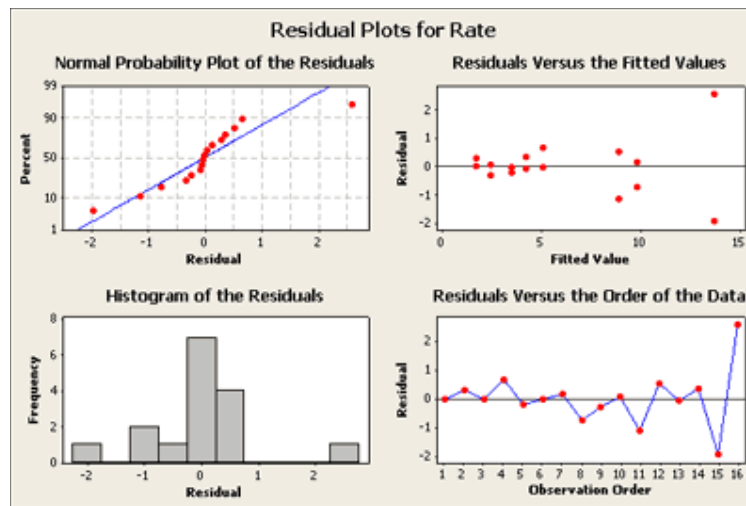 Residual Plots for Rate
Normal Probability Plot of the Residuals
99
90
50
10
1
Percent
-2 -1 0 1 2
Residual
Residuals Versus the Fitted Values
2
1
0
-1
-2
Residual
0 5 10 15
Fitted Value
Histogram of the Residuals
8
6
4
2
0
Frequency
-2 -1 0 1 2
Residual
Residuals Versus the Order of the Data
2
1
0
-1
-2
Residual
1 2 3 4 5 6 7 8 9 10 11 12 13 14 15 16
Observation Order